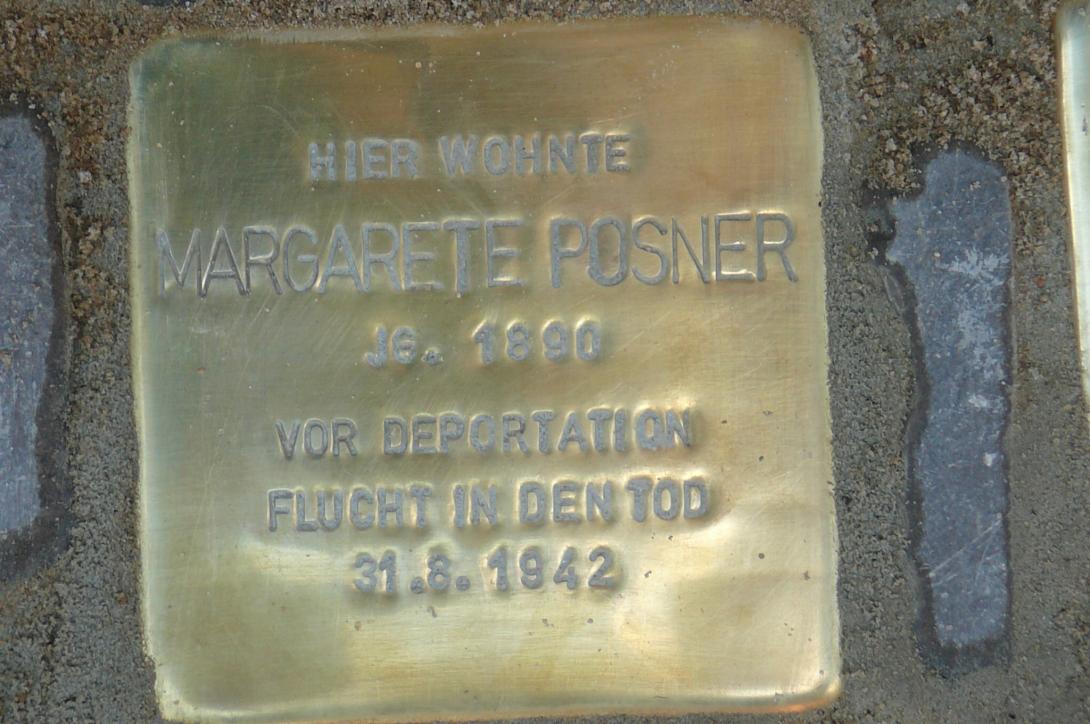 HIER WOHNTE
MARGARETE POSNER
JG. 1890
VOR DEPORTATION
FLUCHT IN DEN TOD
31.8.1942